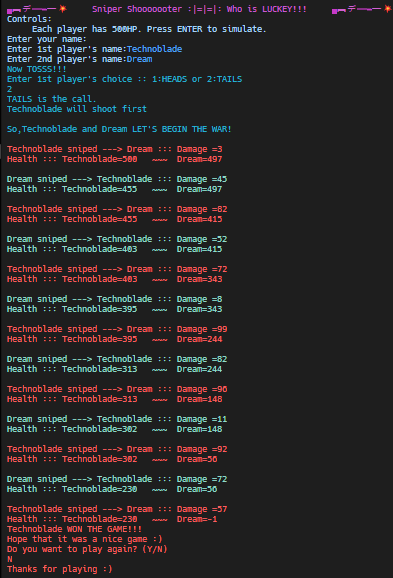 ▄︻デ══━一💥 Sniper Shooooooter :|=|=|: Who is LUCKEY!!! ▄︻デ══━一💥
Controls:
Each player has 500HP. Press ENTER to simulate.
Enter your name:
Enter 1st player's name:Technoblade
Enter 2nd player's name:Dream
Now TOSSS!!!
Enter 1st player's choice :: 1:HEADS or 2:TAILS
2
TAILS is the call.
Technoblade will shoot first
So,Technoblade and Dream LET'S BEGIN THE WAR!
Technoblade sniped ---> Dream ::: Damage =3
Health ::: Technoblade=500 ~~~ Dream=497
Dream sniped ---> Technoblade ::: Damage =45
Health ::: Technoblade=455 ~~~ Dream=497
Technoblade sniped ---> Dream ::: Damage =82
Health ::: Technoblade=455 ~~~ Dream=415
Dream sniped ---> Technoblade ::: Damage =52
Health ::: Technoblade=403 ~~~ Dream=415
Technoblade sniped ---> Dream ::: Damage =72
Health ::: Technoblade=403 ~~~ Dream=343
Dream sniped ---> Technoblade ::: Damage =8
Health ::: Technoblade=395 ~~~ Dream=343
Technoblade sniped ---> Dream ::: Damage =99
Health ::: Technoblade=395 ~~~ Dream=244
Dream sniped ---> Technoblade ::: Damage =82
Health ::: Technoblade=313 ~~~ Dream=244
Technoblade sniped ---> Dream ::: Damage =96
Health ::: Technoblade=313 ~~~ Dream=148
Dream sniped ---> Technoblade ::: Damage =11
Health ::: Technoblade=302 ~~~ Dream=148
Technoblade sniped ---> Dream ::: Damage =92
Health ::: Technoblade=302 ~~~ Dream=56
Dream sniped ---> Technoblade ::: Damage =72
Health ::: Technoblade=230 ~~~ Dream=56
Technoblade sniped ---> Dream ::: Damage =57
Health ::: Technoblade=230 ~~~ Dream=-1
Technoblade WON THE GAME!!!
Hope that it was a nice game :)
Do you want to play again? (Y/N)
N
Thanks for playing :)